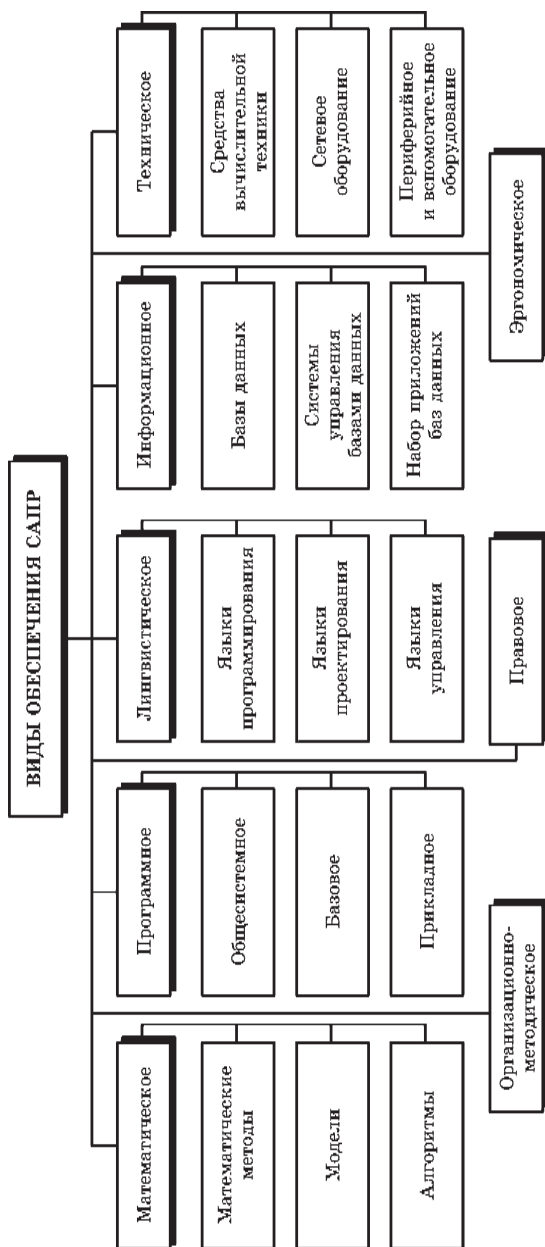 ВИДЫ ОБЕСПЕЧЕНИЯ САПР
Математическое
Математические
методы
Модели
Алгоритмы
Программное
Общесистемное
Базовое
Прикладное
Лингвистическое
Языки
программирования
Языки
проектирования
Языки
управления
Информационное
Базы данных
Системы
управления
базами данных
Набор приложений
баз данных
Техническое
Средства
вычислительной
техники
Сетевое
оборудование
Периферийное
и вспомогательное
оборудование
Организационно-
методическое
Правовое
Эргономическое